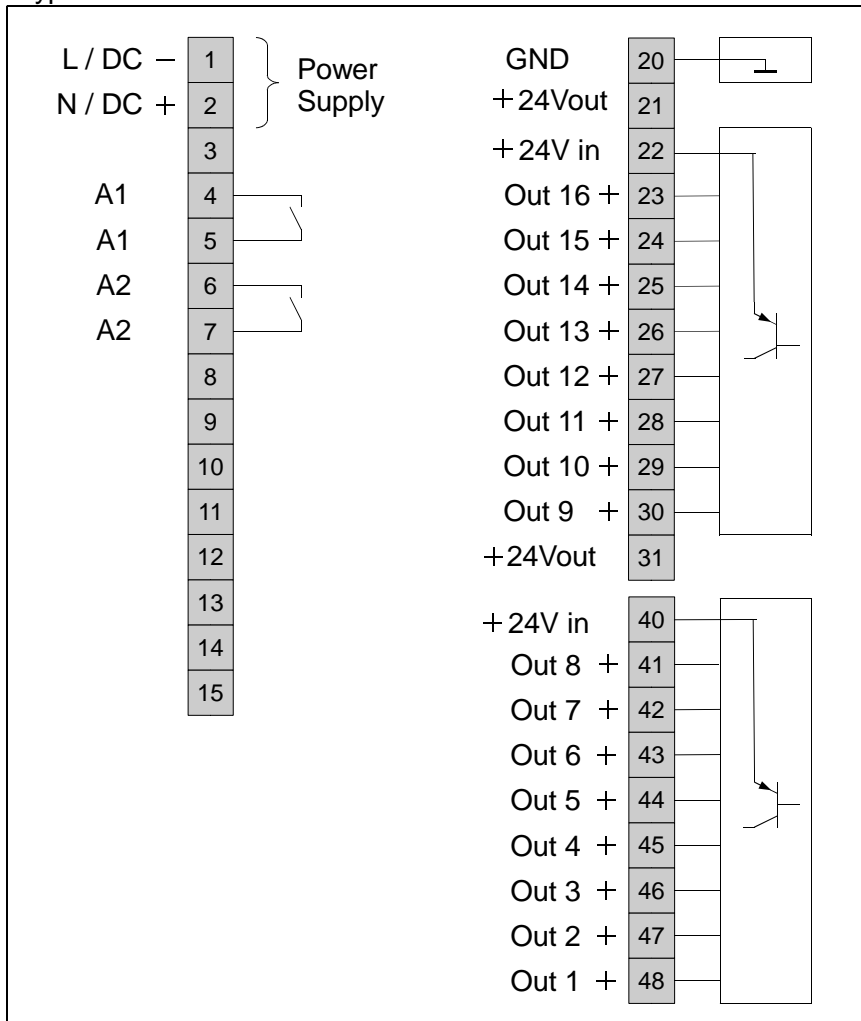 L / DC − 1
N / DC + 2
Power
Supply
3
A1 4
A1 5
A2 6
A2 7
8
9
10
11
12
13
14
15
GND 20
+24Vout 21
+24V in 22
Out 16 + 23
Out 15 + 24
Out 14 + 25
Out 13 + 26
Out 12 + 27
Out 11 + 28
Out 10 + 29
Out 9 + 30
+24Vout 31
+24V in 40
Out 8 + 41
Out 7 + 42
Out 6 + 43
Out 5 + 44
Out 4 + 45
Out 3 + 46
Out 2 + 47
Out 1 + 48